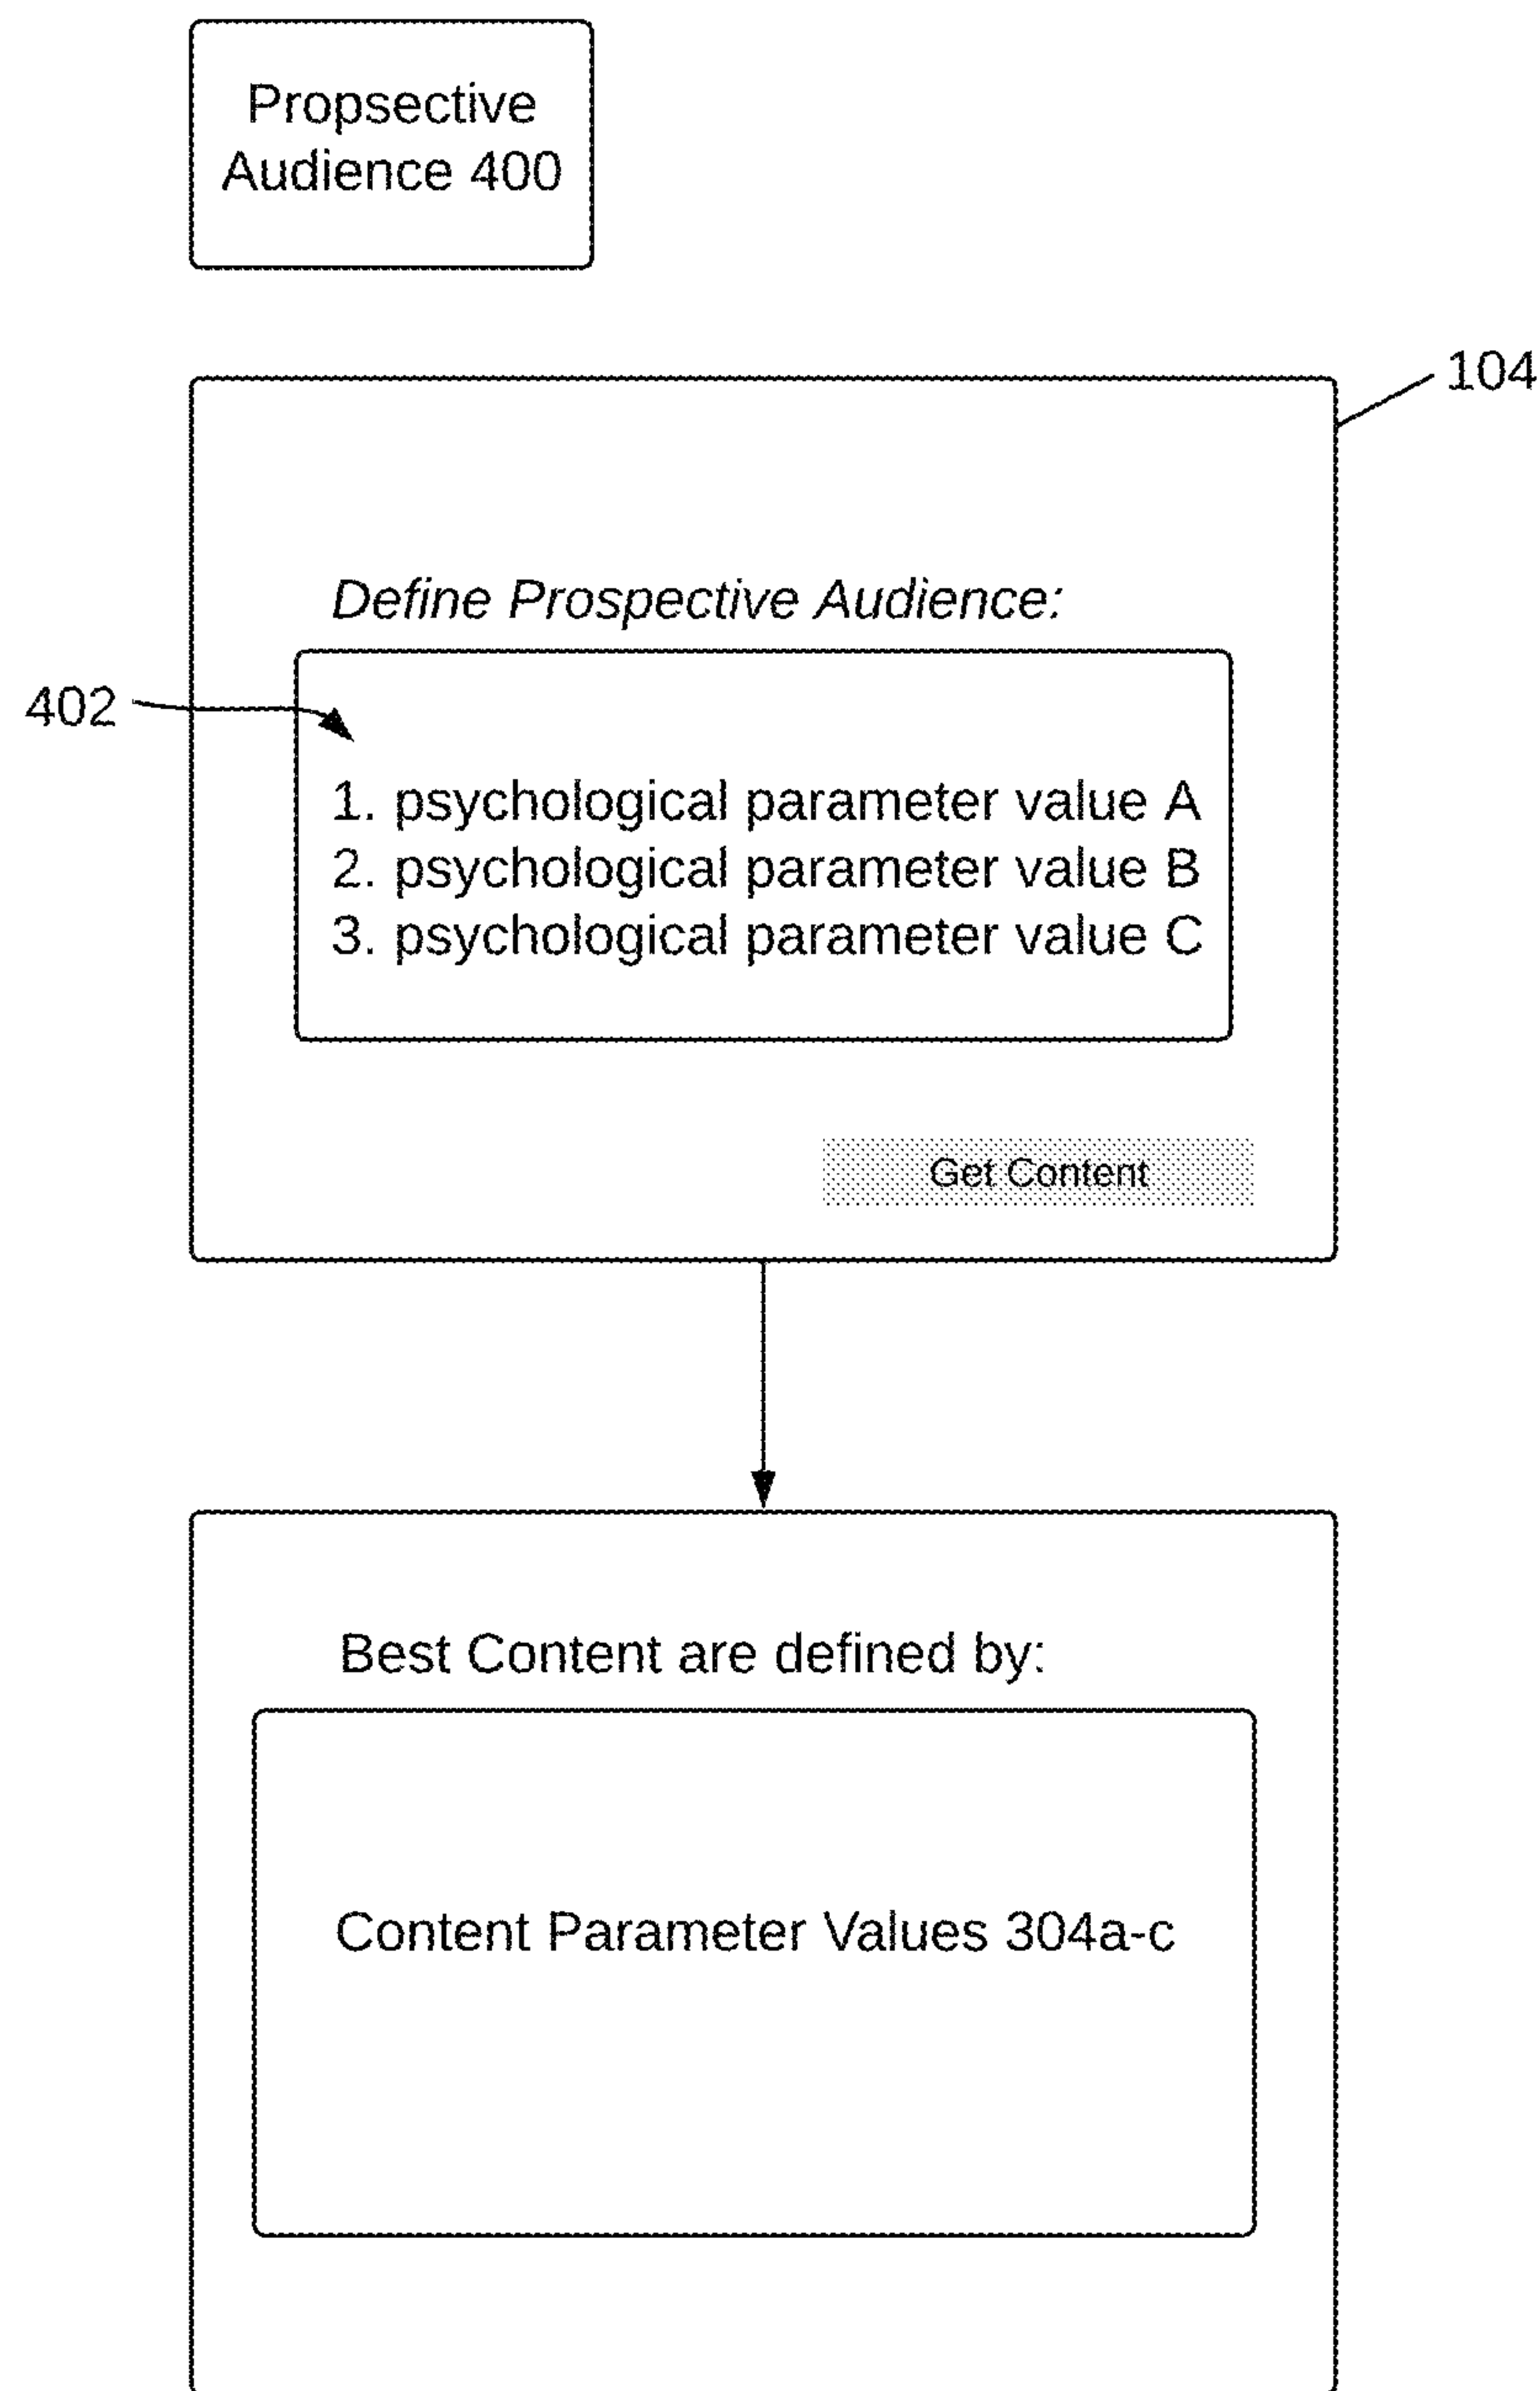 Propsective
Audience 400
104
Define Prospective Audience:
402
1. psychological parameter value A
2. psychological parameter value B
3. psychological parameter value C
Get Content
Best Content are defined by:
Content Parameter Values 304a-c